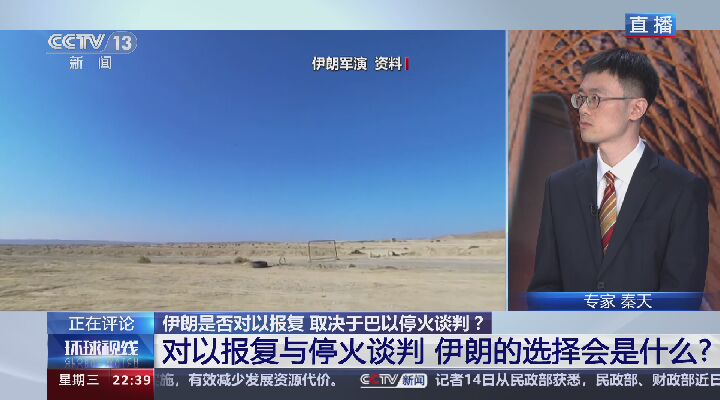 CCTV 13
新闻
伊朗军演 资料
直播
专家 秦天
正在评论
伊朗是否对以报复 取决于巴以停火谈判？
环球视线
对以报复与停火谈判 伊朗的选择会是什么?
星期三 22:39
施，有效减少发展资源代价。 CCTV 新闻 记者14日从民政部获悉，民政部、财政部近日